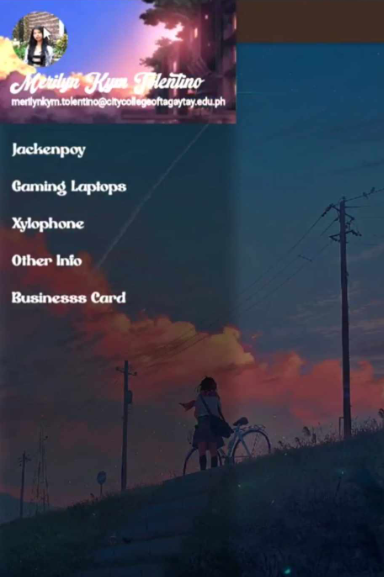 Merilyn Kym Tolentino
merilynkym.tolentino@citycollegeoftagaytay.edu.ph
Jackenpoy
Gaming Laptops
Xylophone
Other Info
Businesss Card